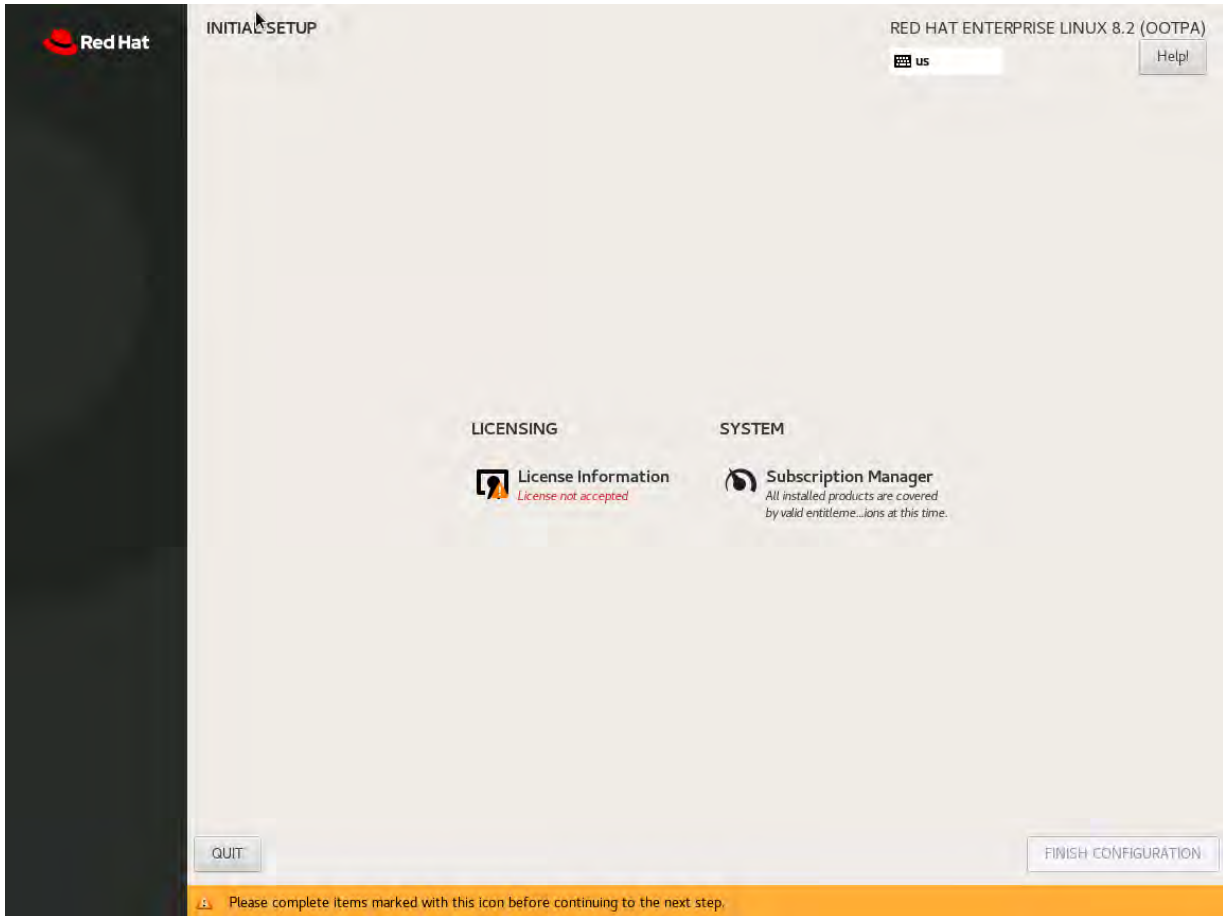 Red Hat
INITIAL SETUP
RED HAT ENTERPRISE LINUX 8.2 (OOTPA)
us
Help!
LICENSING
License Information
License not accepted
SYSTEM
Subscription Manager
All installed products are covered
by valid entitleme...ions at this time.
QUIT
FINISH CONFIGURATION
Please complete items marked with this icon before continuing to the next step.